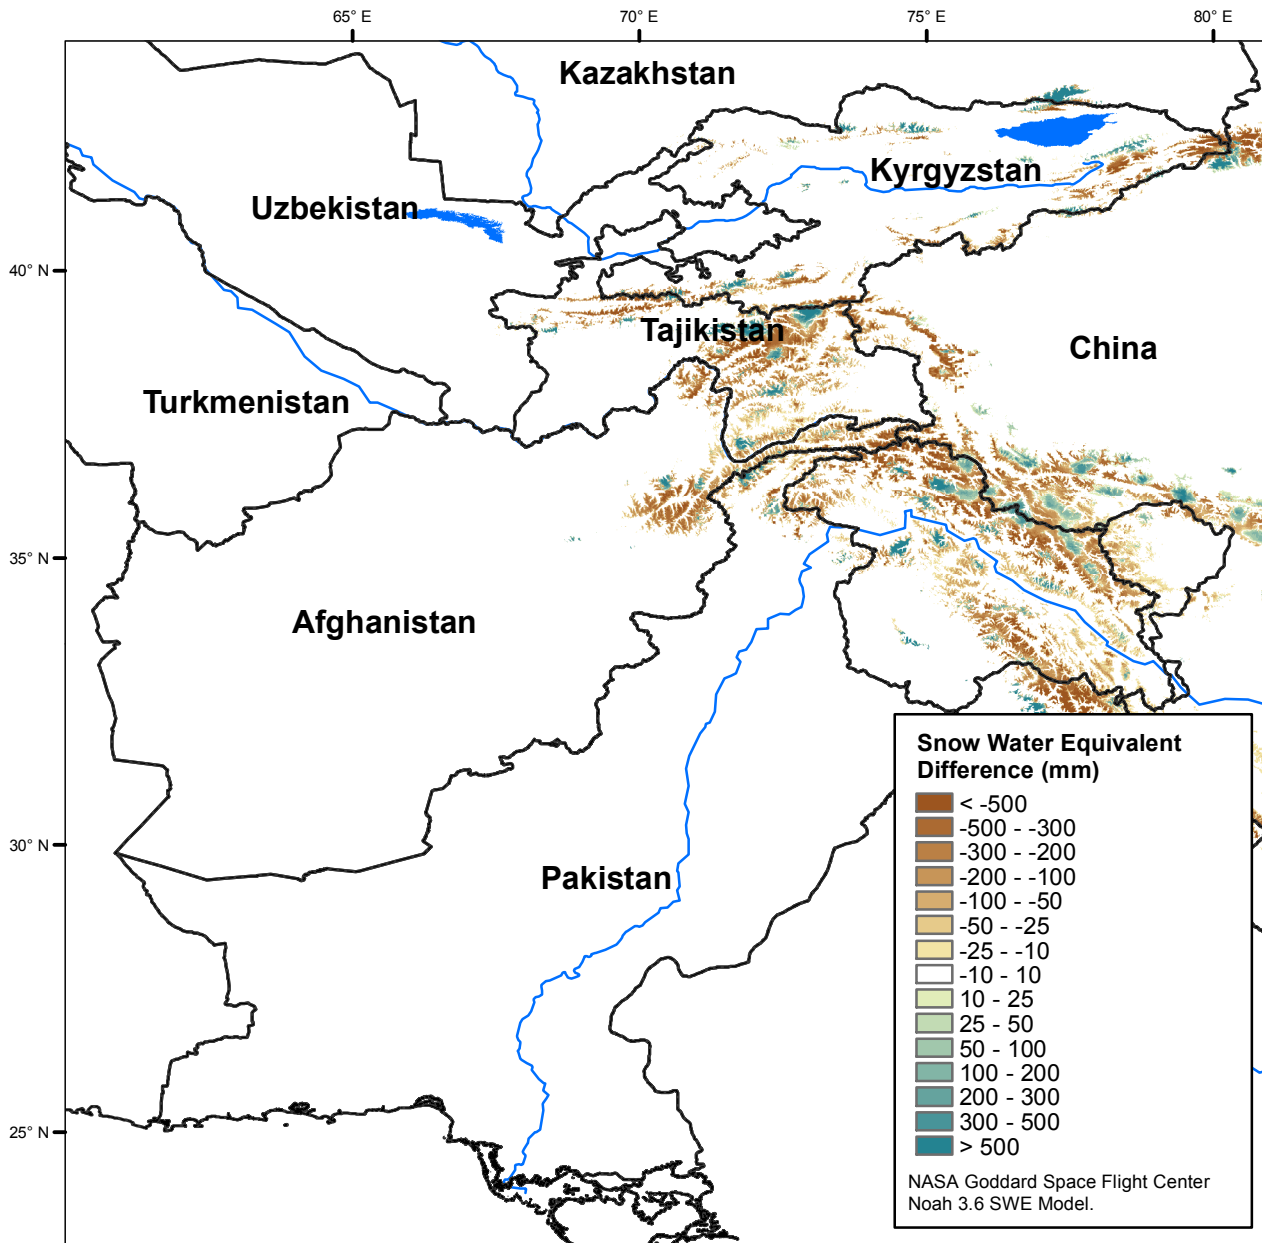 65° E
70° E
75° E
80° E
Kazakhstan
Kyrgyzstan
Uzbekistan
40° N
Tajikistan
China
Turkmenistan
35° N
Afghanistan
30° N
Pakistan
25° N
Snow Water Equivalent
Difference (mm)
< -500
-500 - -300
-300 - -200
-200 - -100
-100 - -50
-50 - -25
-25 - -10
-10 - 10
10 - 25
25 - 50
50 - 100
100 - 200
200 - 300
300 - 500
> 500
NASA Goddard Space Flight Center
Noah 3.6 SWE Model.